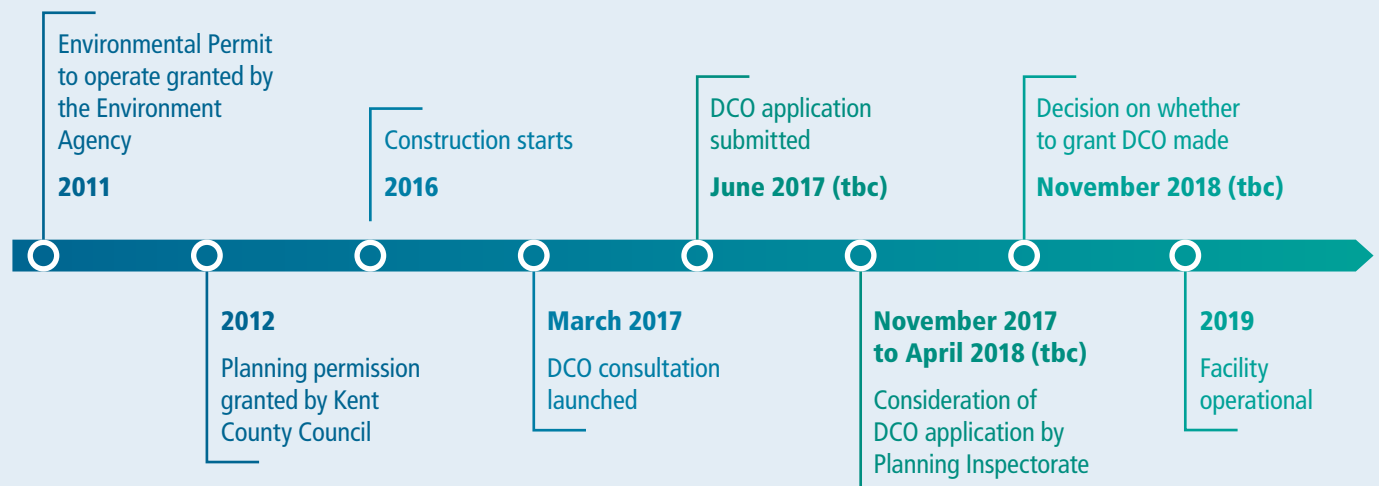 Environmental Permit
to operate granted by
the Environment
Agency
2011
2012
Planning permission
granted by Kent
County Council
Construction starts
2016
March 2017
DCO consultation
launched
DCO application
submitted
June 2017 (tbc)
November 2017
to April 2018 (tbc)
Consideration of
DCO application by
Planning Inspectorate
Decision on whether
to grant DCO made
November 2018 (tbc)
2019
Facility
operational